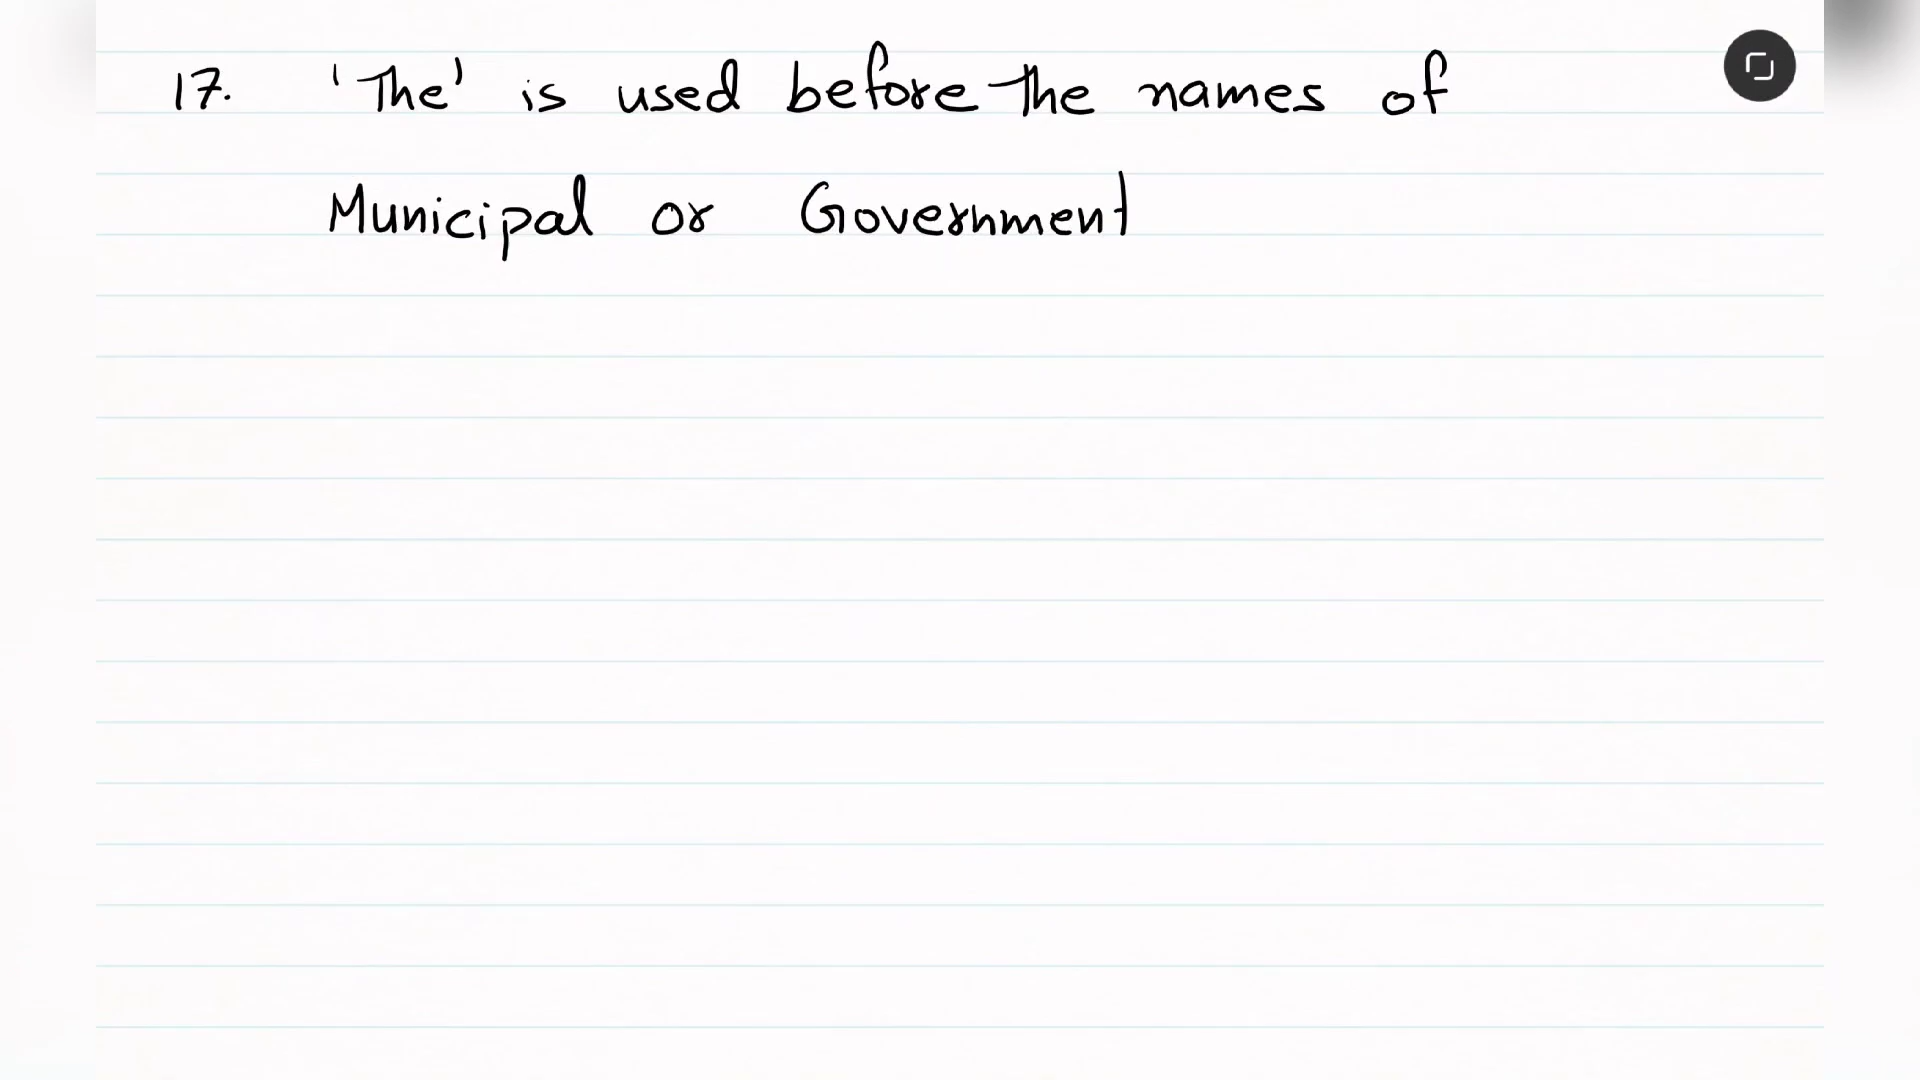 17. 'The' is used before the names of
Municipal or Government